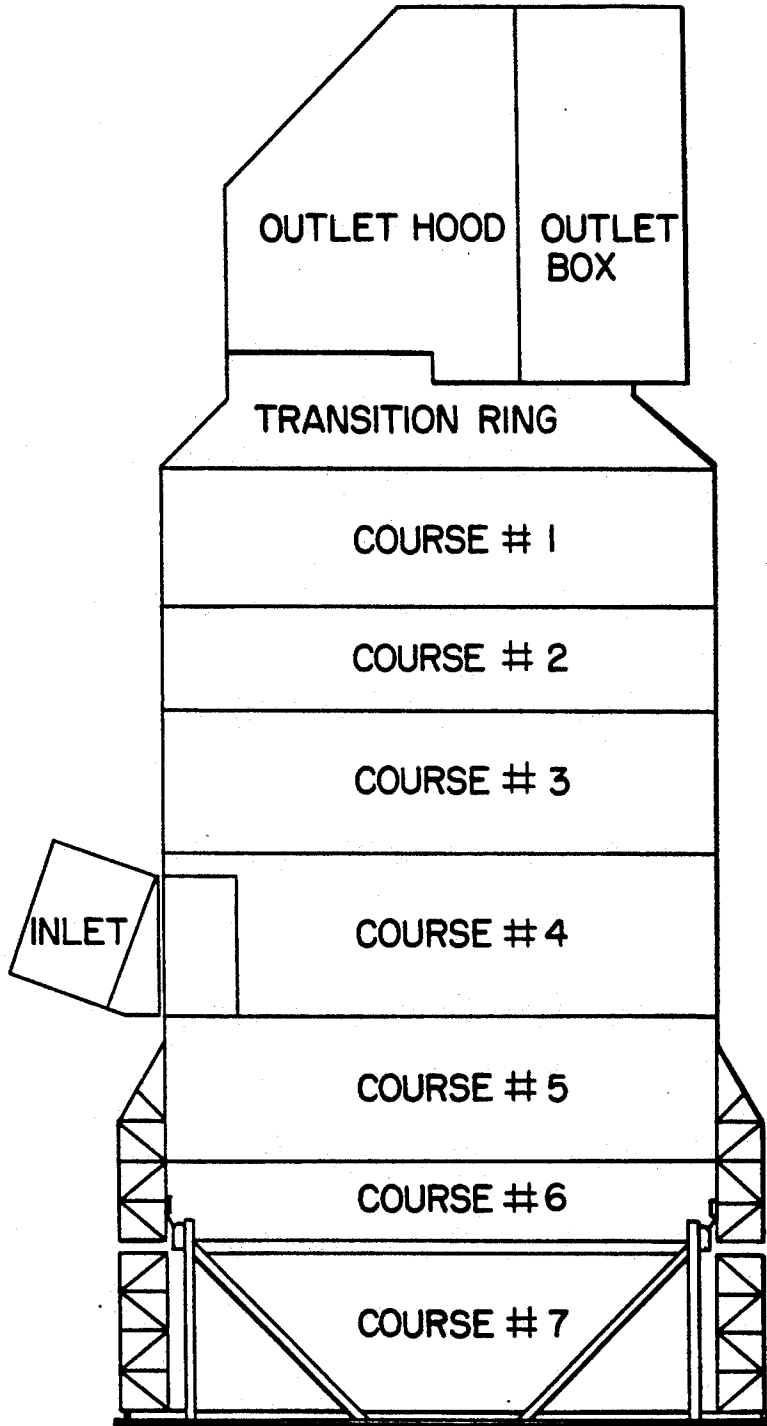 OUTLET HOOD
OUTLET
BOX
TRANSITION RING
COURSE # 1
COURSE # 2
COURSE # 3
INLET
COURSE # 4
COURSE # 5
COURSE # 6
COURSE # 7